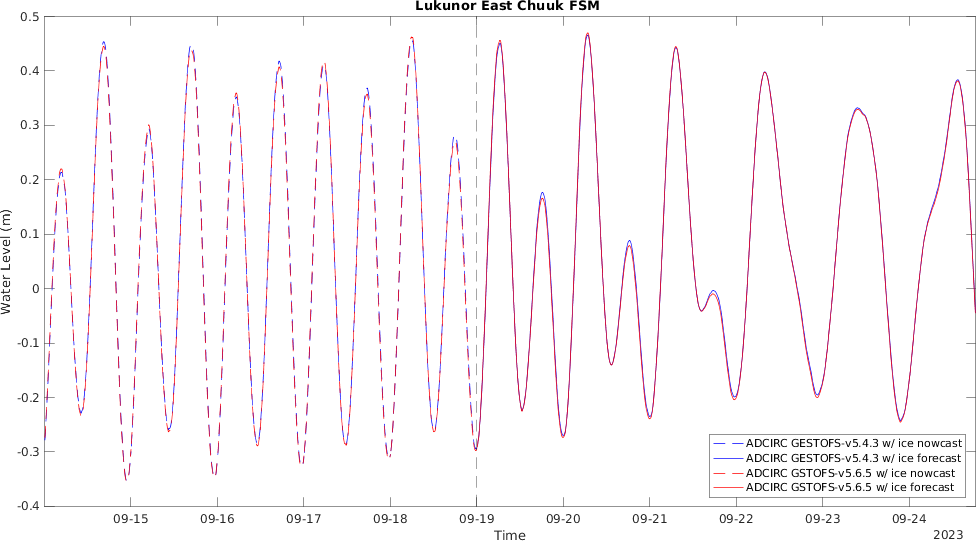 Lukunor East Chuuk FSM
0.5
0.4
0.3
0.2
0.1
0
-0.1
-0.2
-0.3
-0.4
Water Level (m)
ADCIRC GESTOFS-v5.4.3 w/ ice nowcast
ADCIRC GESTOFS-v5.4.3 w/ ice forecast
ADCIRC GSTOFS-v5.6.5 w/ ice nowcast
ADCIRC GSTOFS-v5.6.5 w/ ice forecast
09-15 09-16 09-17 09-18 09-19 09-20 09-21 09-22 09-23 09-24
Time
2023